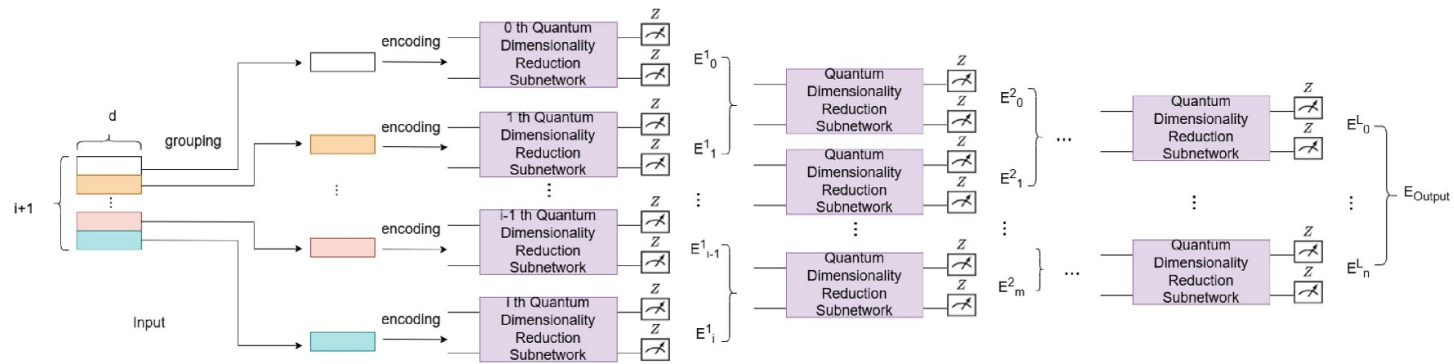 d
i+1
grouping
Input
encoding
encoding
encoding
encoding
...
...
0 th Quantum
Dimensionality
Reduction
Subnetwork
Z
Z
1 th Quantum
Dimensionality
Reduction
Subnetwork
Z
Z
...
...
i-1 th Quantum
Dimensionality
Reduction
Subnetwork
Z
Z
I th Quantum
Dimensionality
Reduction
Subnetwork
Z
Z
E¹₀
E¹₁
...
E¹ᵢ₋₁
E¹ᵢ
Quantum
Dimensionality
Reduction
Subnetwork
Z
Z
Quantum
Dimensionality
Reduction
Subnetwork
Z
Z
...
Quantum
Dimensionality
Reduction
Subnetwork
Z
Z
E²₀
E²₁
...
E²ₘ
...
...
Quantum
Dimensionality
Reduction
Subnetwork
Z
Z
...
Quantum
Dimensionality
Reduction
Subnetwork
Z
Z
Eᴸ₀
...
Eᴸₙ
E_Output